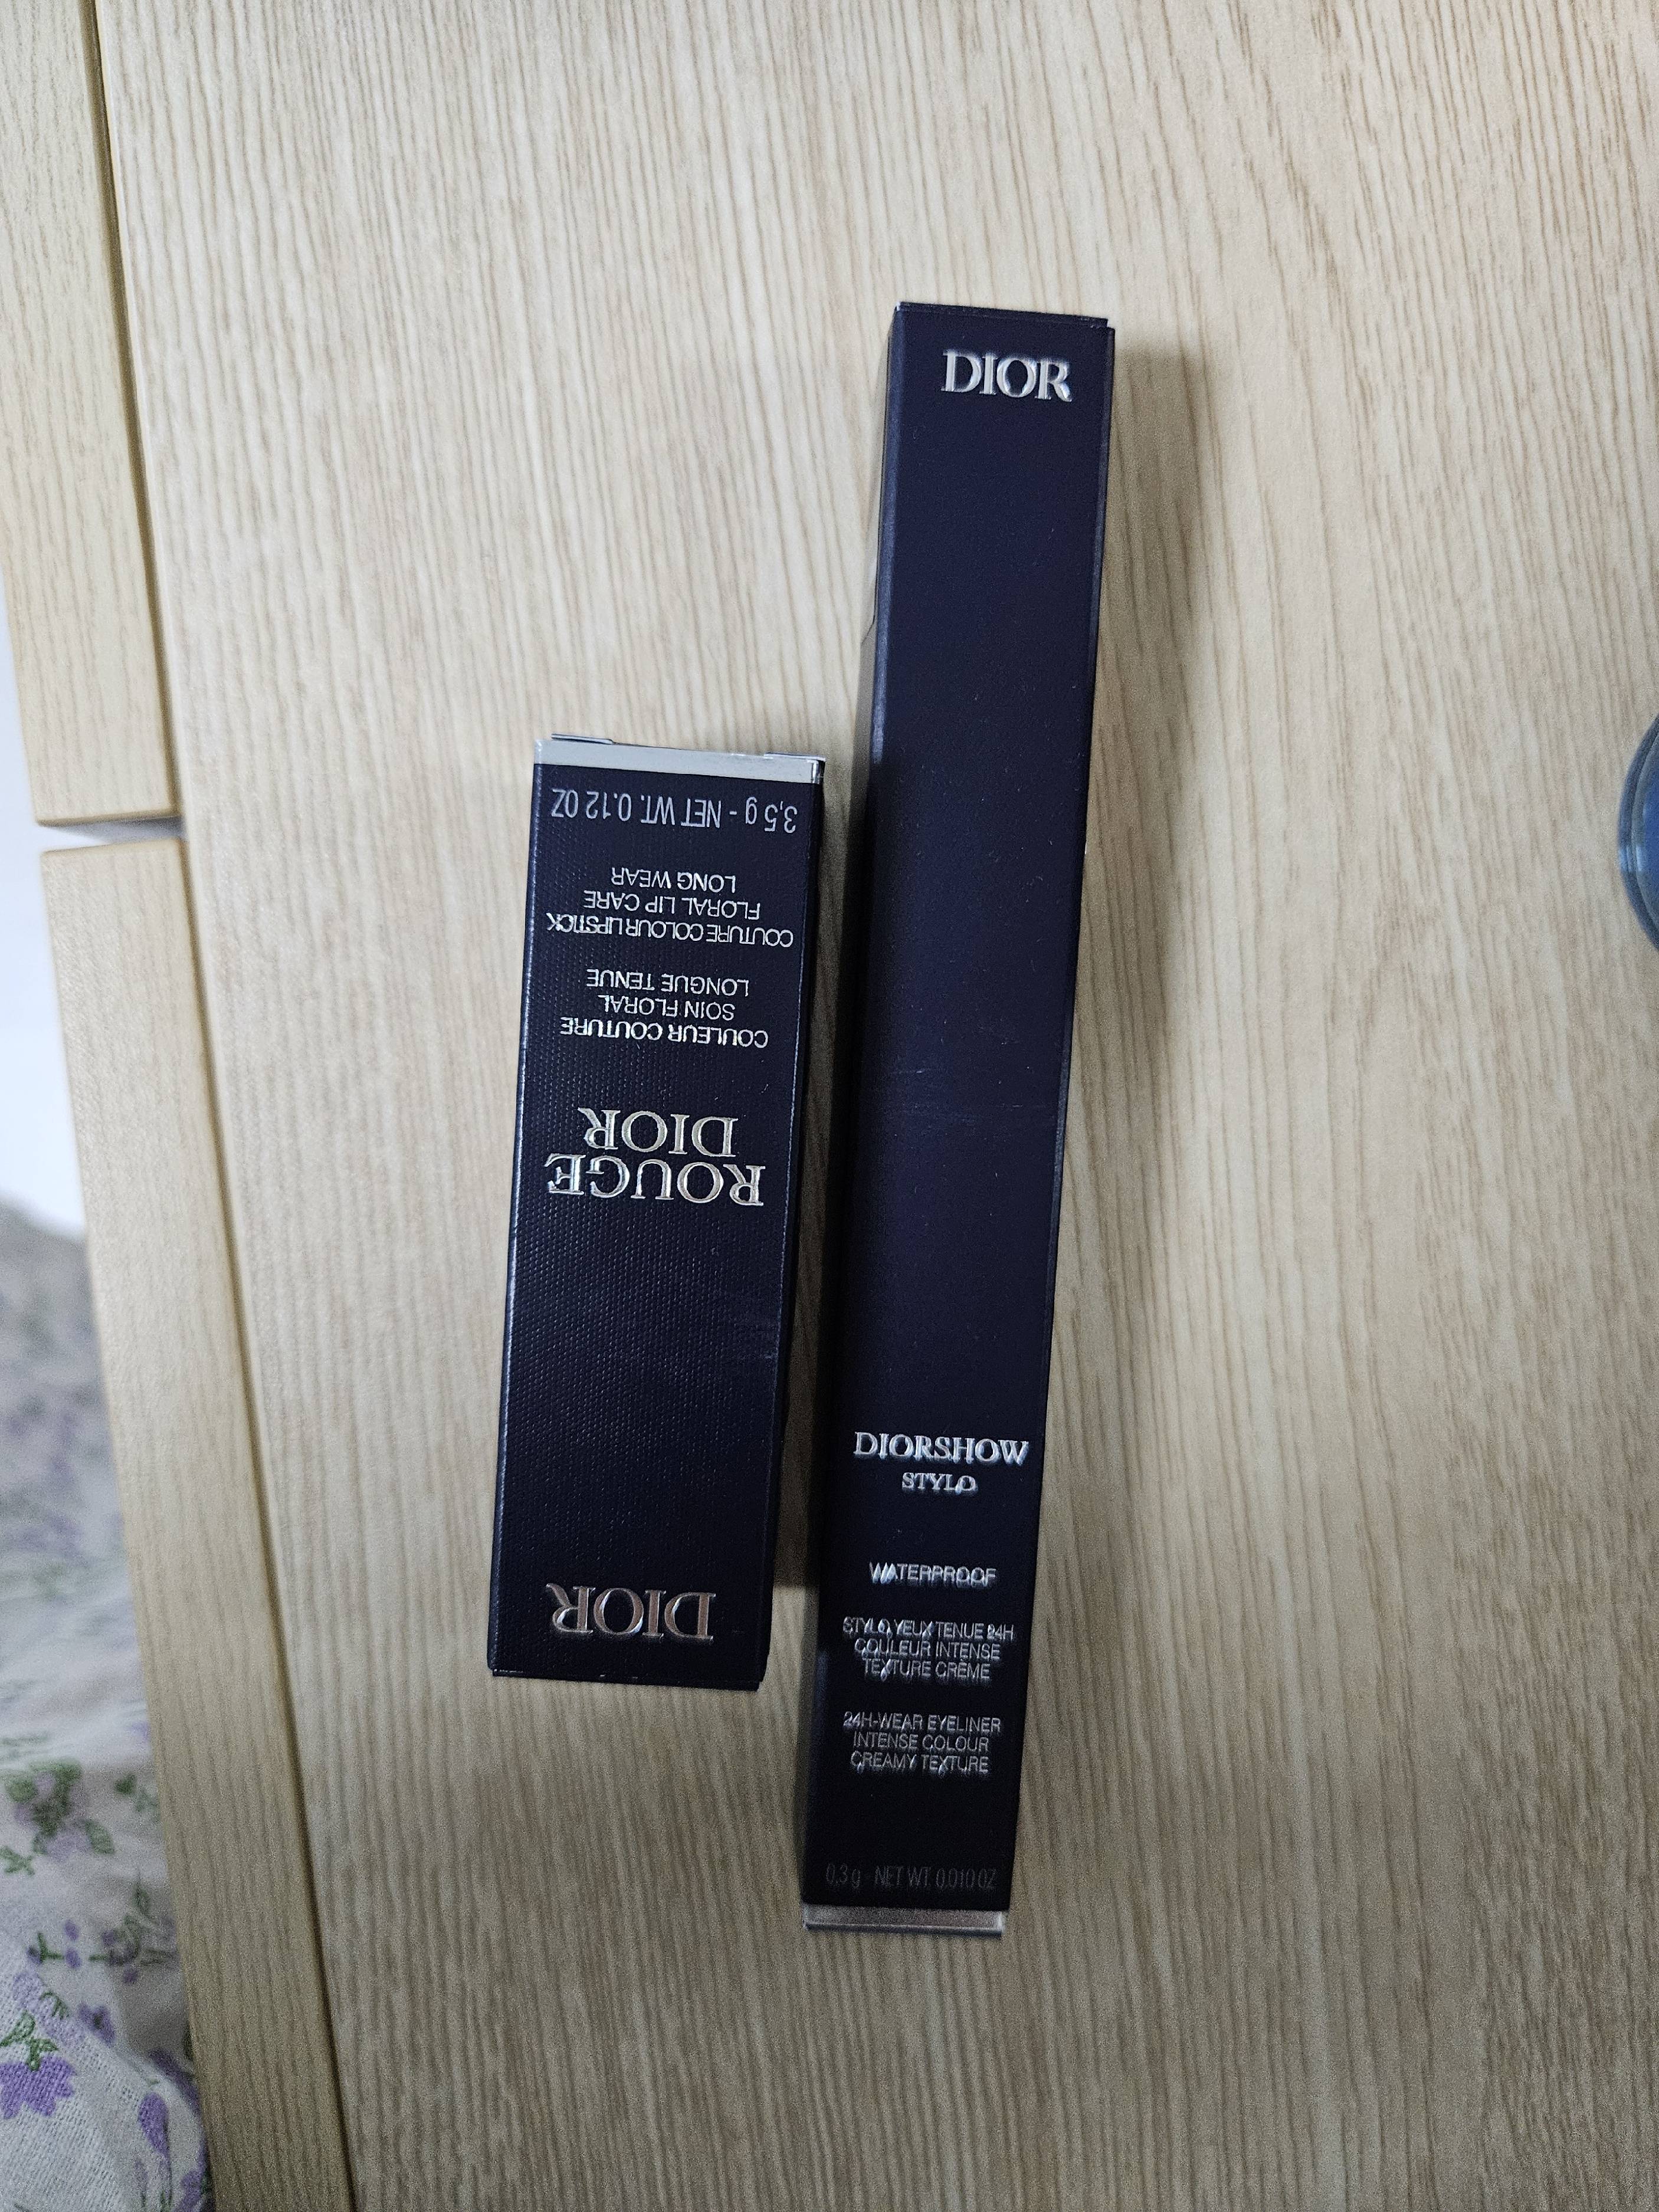 DIOR
ROUGE
DIOR
COULEUR COUTURE
SOIN FLORAL
LONGUE TENUE
COUTURE COLOUR LIPSTICK
FLORAL LIP CARE
LONG WEAR
3,5 g - NET WT. 0.12 OZ
DIOR
DIORSHOW
STYLO
WATERPROOF
STYLO YEUX TENUE 24H
COULEUR INTENSE
TEXTURE CRÈME
24H-WEAR EYELINER
INTENSE COLOUR
CREAMY TEXTURE
0,3 g - NET WT. 0.010 OZ